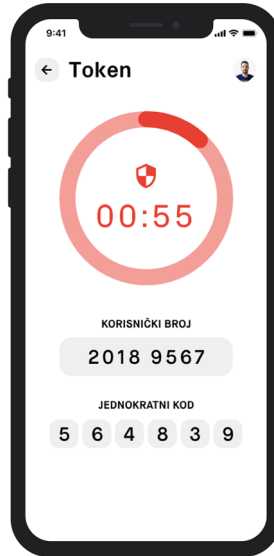 9:41
Token
00:55
KORISNIČKI BROJ
2018 9567
JEDNOKRATNI KOD
5 6 4 8 3 9